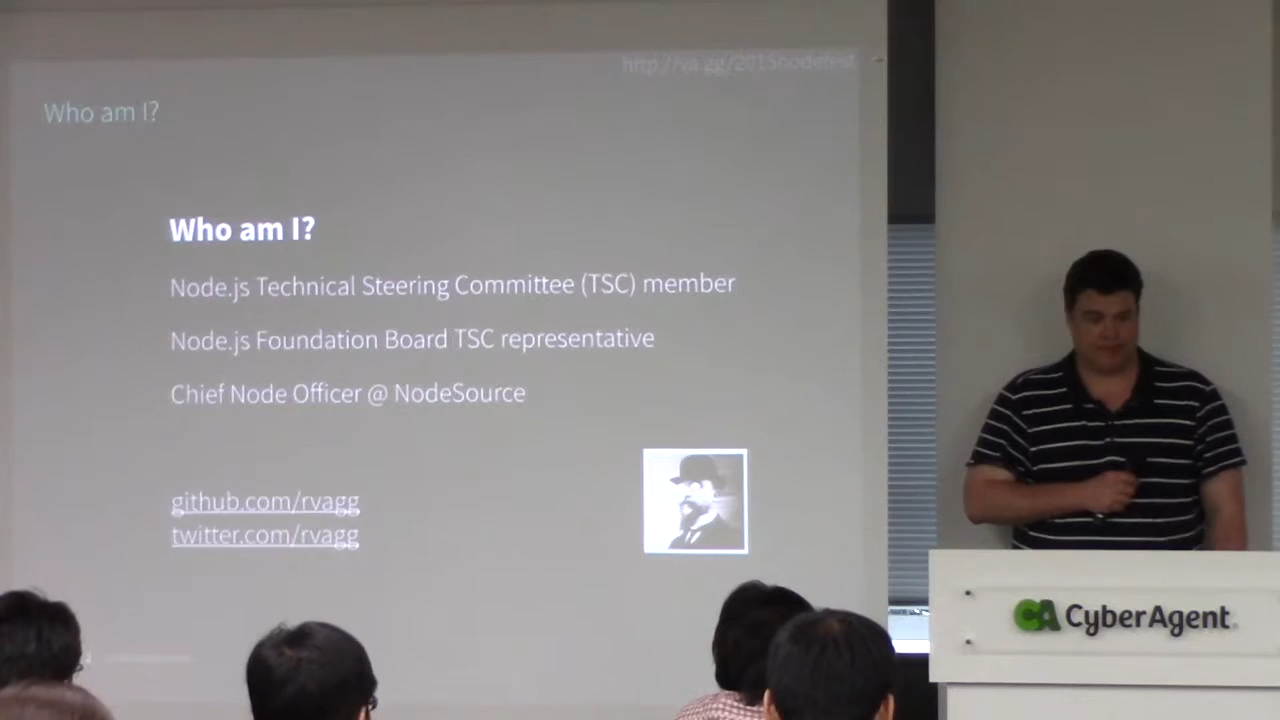 http://va.gg/2015nodefest
Who am I?
Who am I?
Node.js Technical Steering Committee (TSC) member
Node.js Foundation Board TSC representative
Chief Node Officer @ NodeSource
github.com/rvagg
twitter.com/rvagg
CA CyberAgent